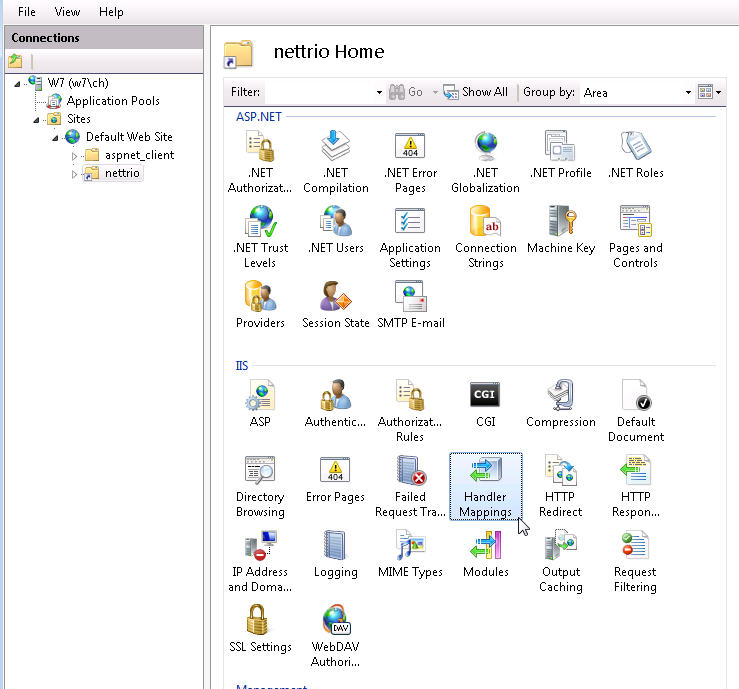 File View Help
Connections
nettrio Home
Filter: Go Show All Group by: Area
W7 (w7\ch)
Application Pools
Sites
Default Web Site
aspnet_client
nettrio
ASP.NET
.NET Authorizat...
.NET Compilation
404
.NET Error Pages
.NET Globalization
.NET Profile
.NET Roles
.NET Trust Levels
.NET Users
Application Settings
ab
Connection Strings
Machine Key
Pages and Controls
Providers
Session State
SMTP E-mail
IIS
ASP
Authentic...
Authorizat... Rules
CGI
CGI
Compression
Default Document
Directory Browsing
404
Error Pages
Failed Request Tra...
Handler Mappings
HTTP Redirect
HTTP Respon...
IP Address and Doma...
Logging
MIME Types
Modules
Output Caching
Request Filtering
SSL Settings
DAV
WebDAV Authori...
Management